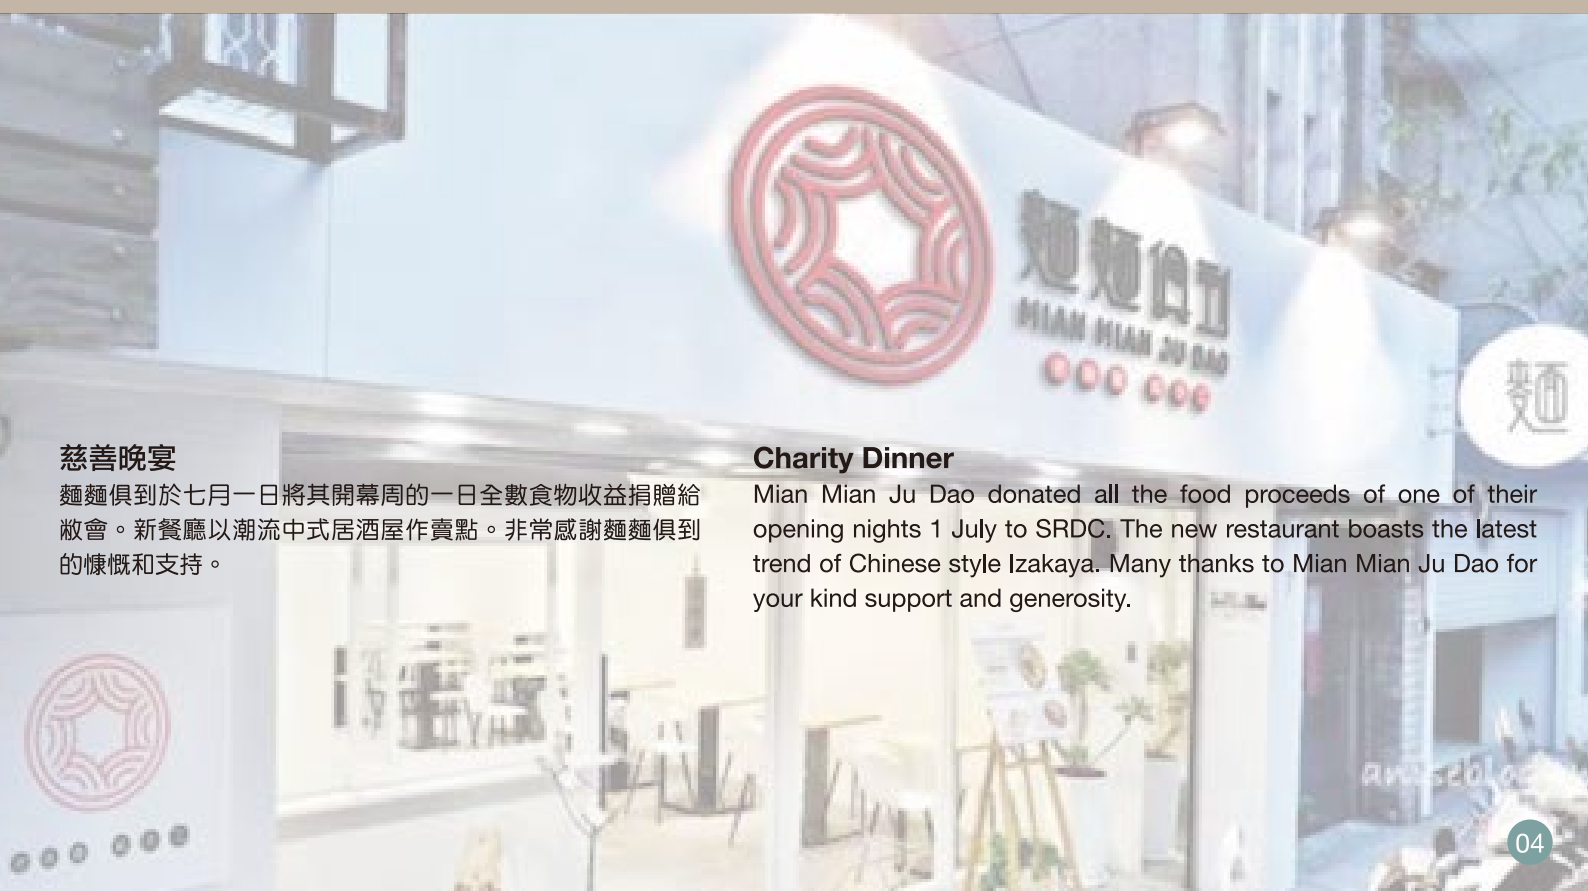 麵麵俱到
MIAN MIAN JU DAO
麵
慈善晚宴
麵麵俱到於七月一日將其開幕周的一日全數食物收益捐贈給
敝會。新餐廳以潮流中式居酒屋作賣點。非常感謝麵麵俱到
的慷慨和支持。
Charity Dinner
Mian Mian Ju Dao donated all the food proceeds of one of their
opening nights 1 July to SRDC. The new restaurant boasts the latest
trend of Chinese style Izakaya. Many thanks to Mian Mian Ju Dao for
your kind support and generosity.
04